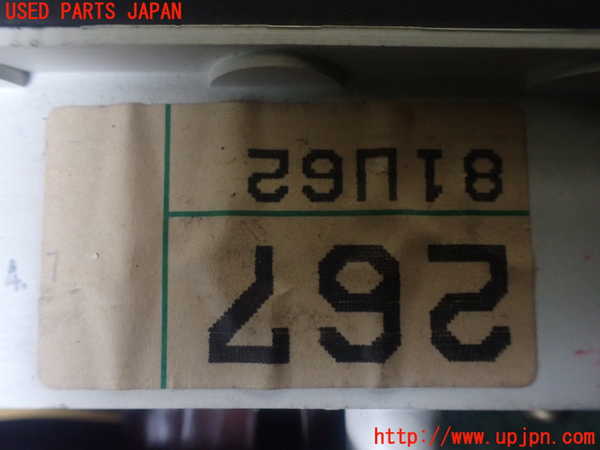 USED PARTS JAPAN
267
81U62
http://www.upjpn.com/